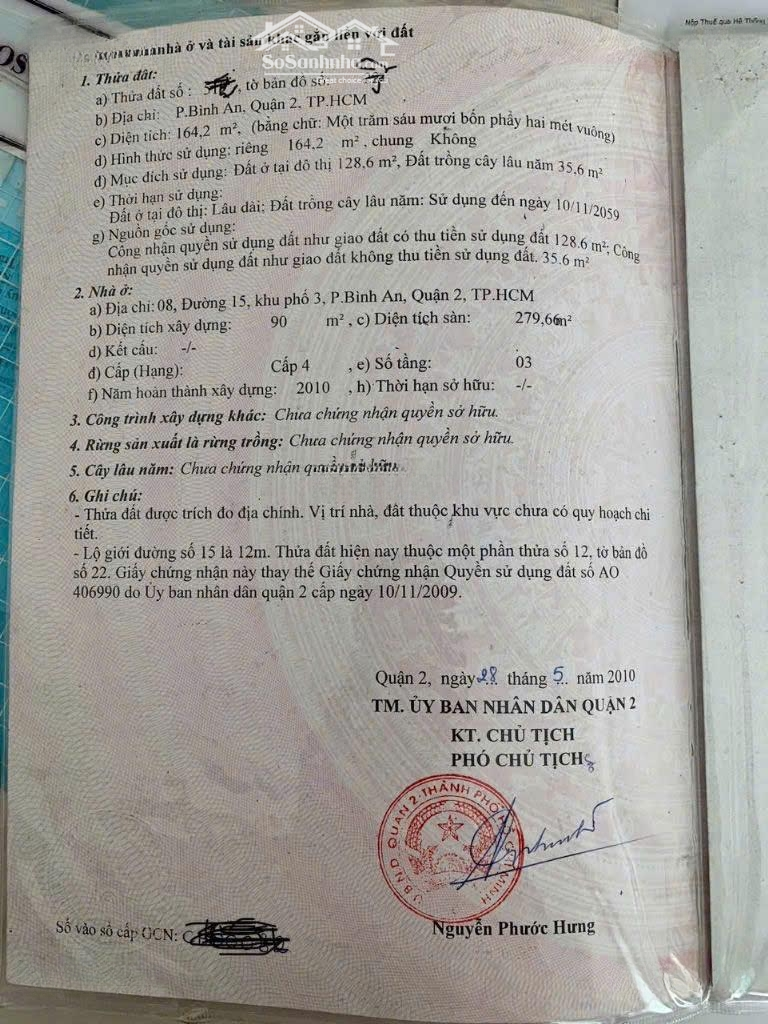 Nộp Thuế qua Hệ Thống
nhà ở và tài sản khác gắn liền với đất
SoSanhnha.com
1. Thửa đất:
a) Thửa đất số : , tờ bản đồ số
b) Địa chỉ: P.Bình An, Quận 2, TP.HCM
c) Diện tích: 164,2 m², (bằng chữ: Một trăm sáu mươi bốn phẩy hai mét vuông)
d) Hình thức sử dụng: riêng 164,2 m², chung Không
đ) Mục đích sử dụng: Đất ở tại đô thị 128,6 m², Đất trồng cây lâu năm 35,6 m²
e) Thời hạn sử dụng:
Đất ở tại đô thị: Lâu dài; Đất trồng cây lâu năm: Sử dụng đến ngày 10/11/2059
g) Nguồn gốc sử dụng:
Công nhận quyền sử dụng đất như giao đất có thu tiền sử dụng đất 128.6 m²; Công
nhận quyền sử dụng đất như giao đất không thu tiền sử dụng đất. 35.6 m²
2. Nhà ở:
a) Địa chỉ: 08, Đường 15, khu phố 3, P.Bình An, Quận 2, TP.HCM
b) Diện tích xây dựng: 90 m², c) Diện tích sàn: 279,66m²
d) Kết cấu: -/-
đ) Cấp (Hạng): Cấp 4 , e) Số tầng: 03
f) Năm hoàn thành xây dựng: 2010 , h) Thời hạn sở hữu: -/-
3. Công trình xây dựng khác: Chưa chứng nhận quyền sở hữu.
4. Rừng sản xuất là rừng trồng: Chưa chứng nhận quyền sở hữu.
5. Cây lâu năm: Chưa chứng nhận quyền sở hữu.
6. Ghi chú:
- Thửa đất được trích đo địa chính. Vị trí nhà, đất thuộc khu vực chưa có quy hoạch chi
tiết.
- Lộ giới đường số 15 là 12m. Thửa đất hiện nay thuộc một phần thửa số 12, tờ bản đồ
số 22. Giấy chứng nhận này thay thế Giấy chứng nhận Quyền sử dụng đất số AO
406990 do Ủy ban nhân dân quận 2 cấp ngày 10/11/2009.
Quận 2, ngày 28 tháng 5 năm 2010
TM. ỦY BAN NHÂN DÂN QUẬN 2
KT. CHỦ TỊCH
PHÓ CHỦ TỊCH
U.B.N.D QUẬN 2 THÀNH PHỐ HỒ CHÍ MINH
Nguyễn Phước Hưng
Số vào sổ cấp GCN: